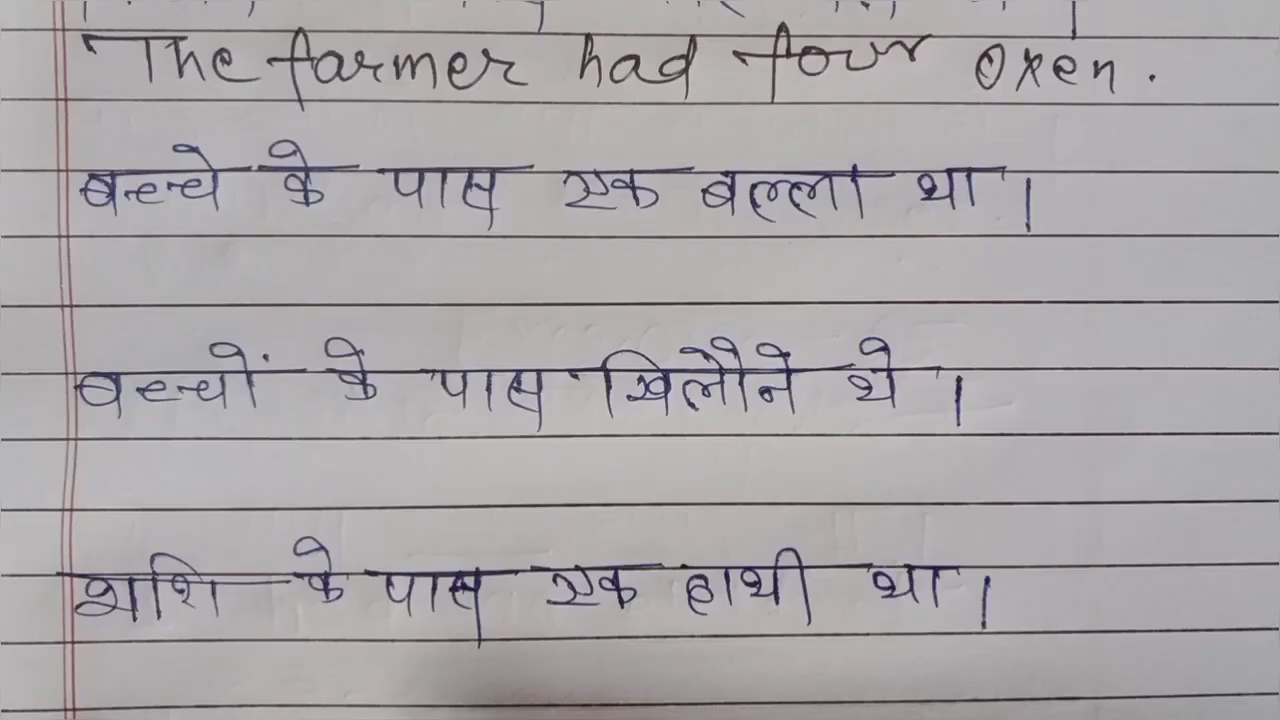 The farmer had four oxen.
बच्चे के पास एक बल्ला था।
बच्चों के पास खिलौने थे।
शशि के पास एक हाथी था।